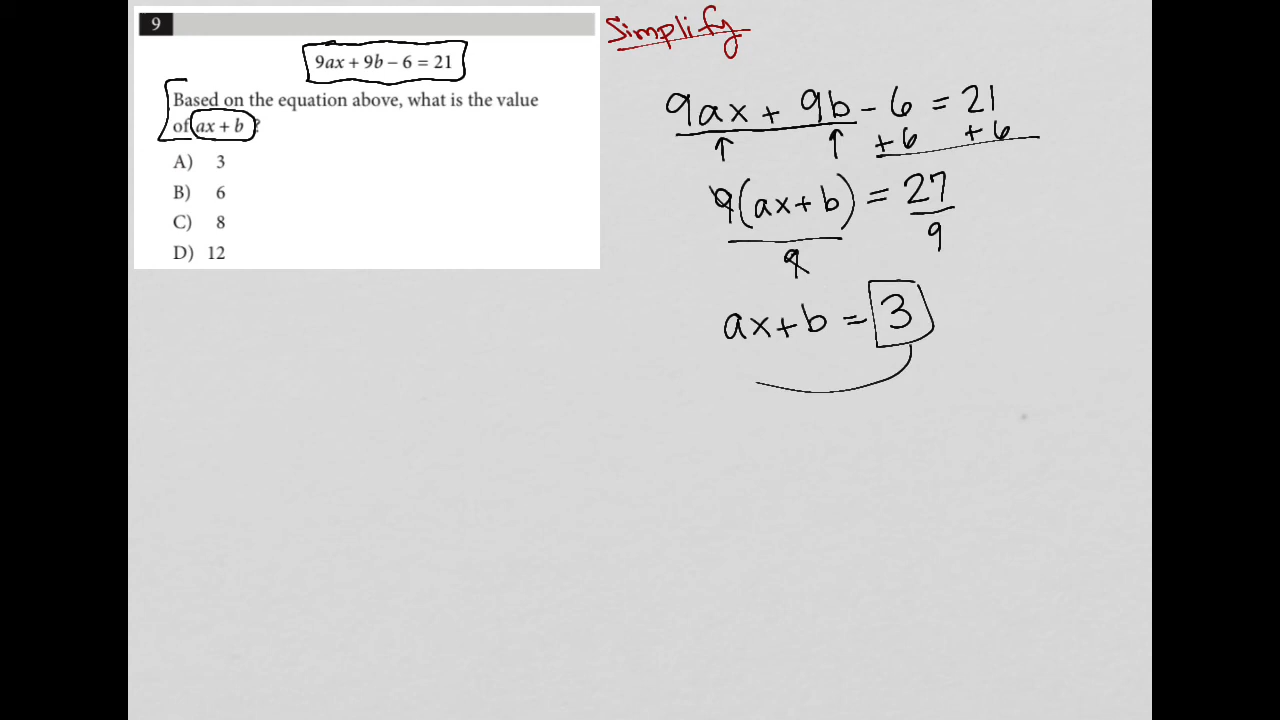 9
9ax + 9b − 6 = 21
Based on the equation above, what is the value
of ax + b ?
A) 3
B) 6
C) 8
D) 12
Simplify
9ax + 9b - 6 = 21
+6 +6
9(ax+b) = 27
9 9
ax+b = 3